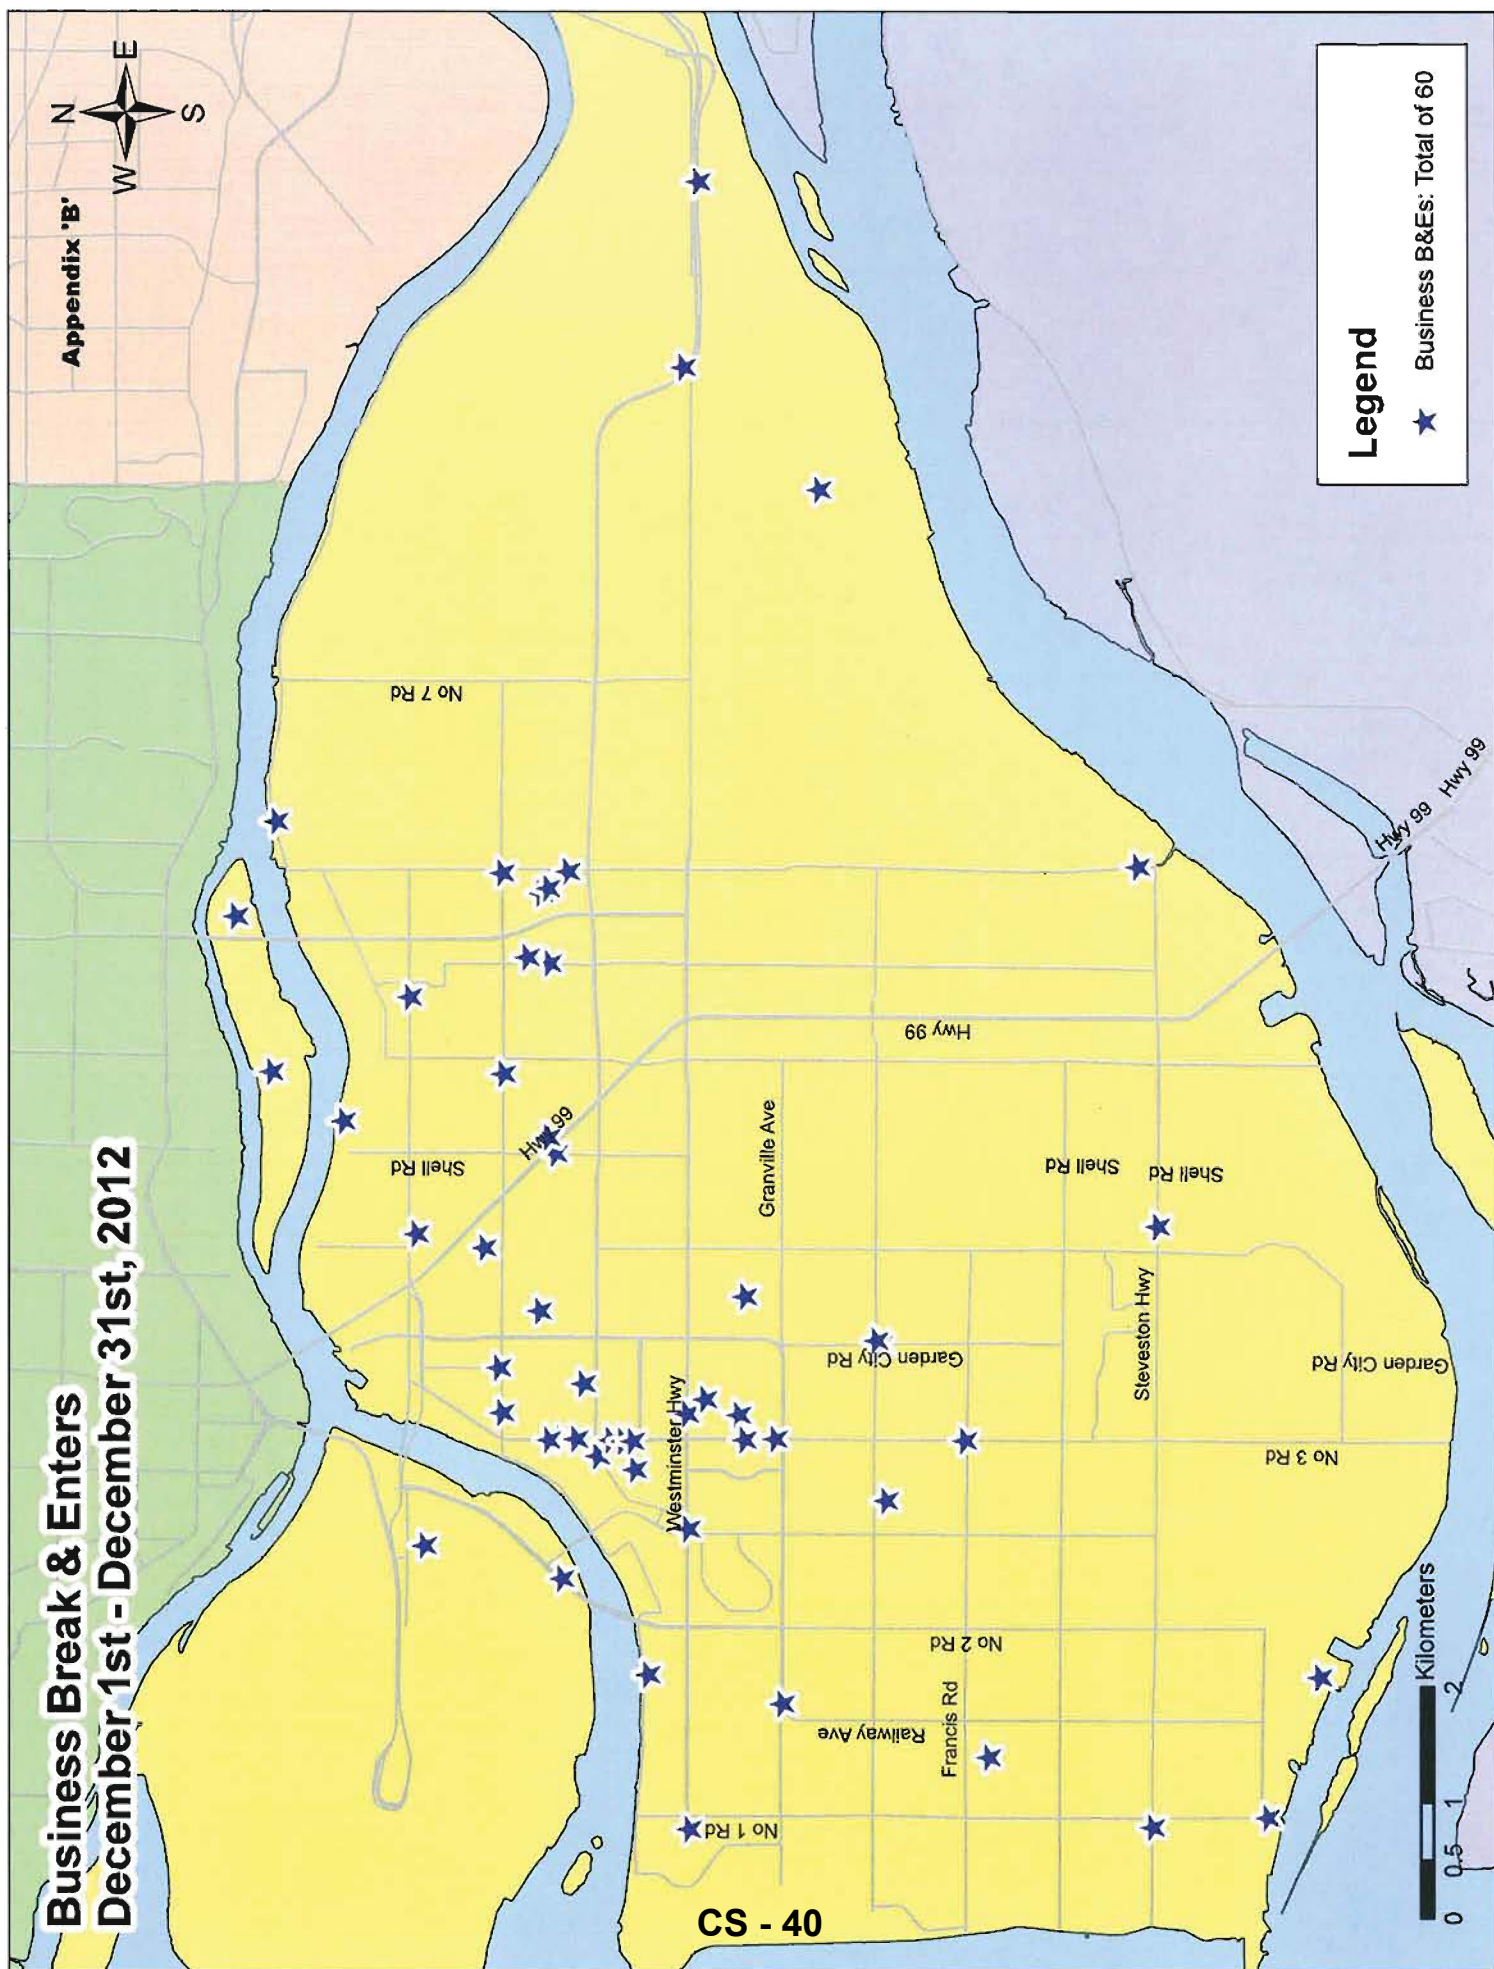 Business Break & Enters
December 1st - December 31st, 2012
Appendix 'B'
N
W
E
S
No 7 Rd
Hwy 99
Hwy 99
Hwy 99
Hwy 99
Shell Rd
Shell Rd
Shell Rd
Granville Ave
Garden City Rd
Garden City Rd
Steveston Hwy
Westminster Hwy
No 3 Rd
No 2 Rd
Railway Ave
Francis Rd
No 1 Rd
Legend
Business B&Es: Total of 60
0 0.5 1 2
Kilometers
CS - 40